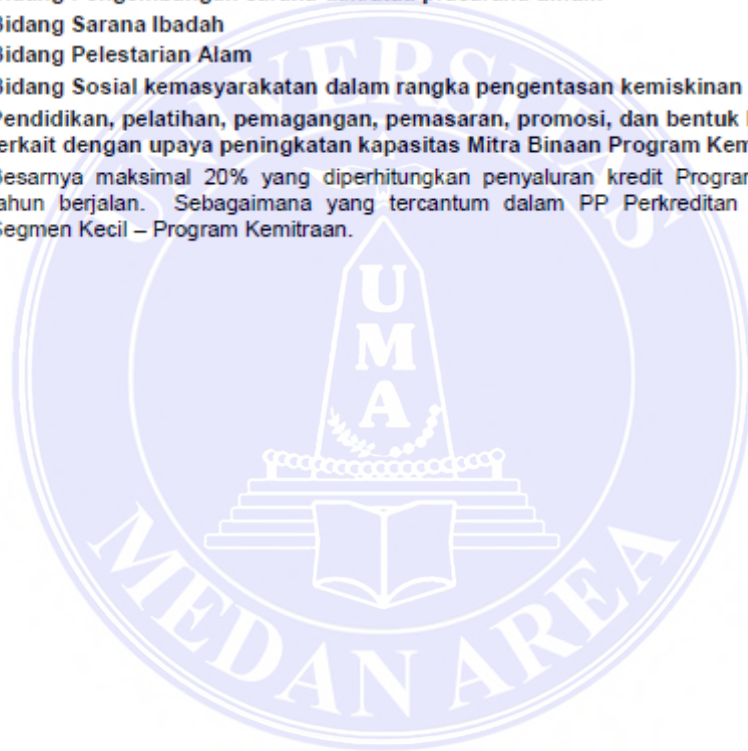 Bidang Sarana Ibadah
Bidang Pelestarian Alam
Bidang Sosial kemasyarakatan dalam rangka pengentasan kemiskinan
Pendidikan, pelatihan, pemagangan, pemasaran, promosi, dan bentuk
terkait dengan upaya peningkatan kapasitas Mitra Binaan Program
Besarnya maksimal 20% yang diperhitungkan penyaluran kredit Program
tahun berjalan. Sebagaimana yang tercantum dalam PP Perkreditan
Segmen Kecil – Program Kemitraan.
UNIVERSITAS
UMA
MEDAN AREA